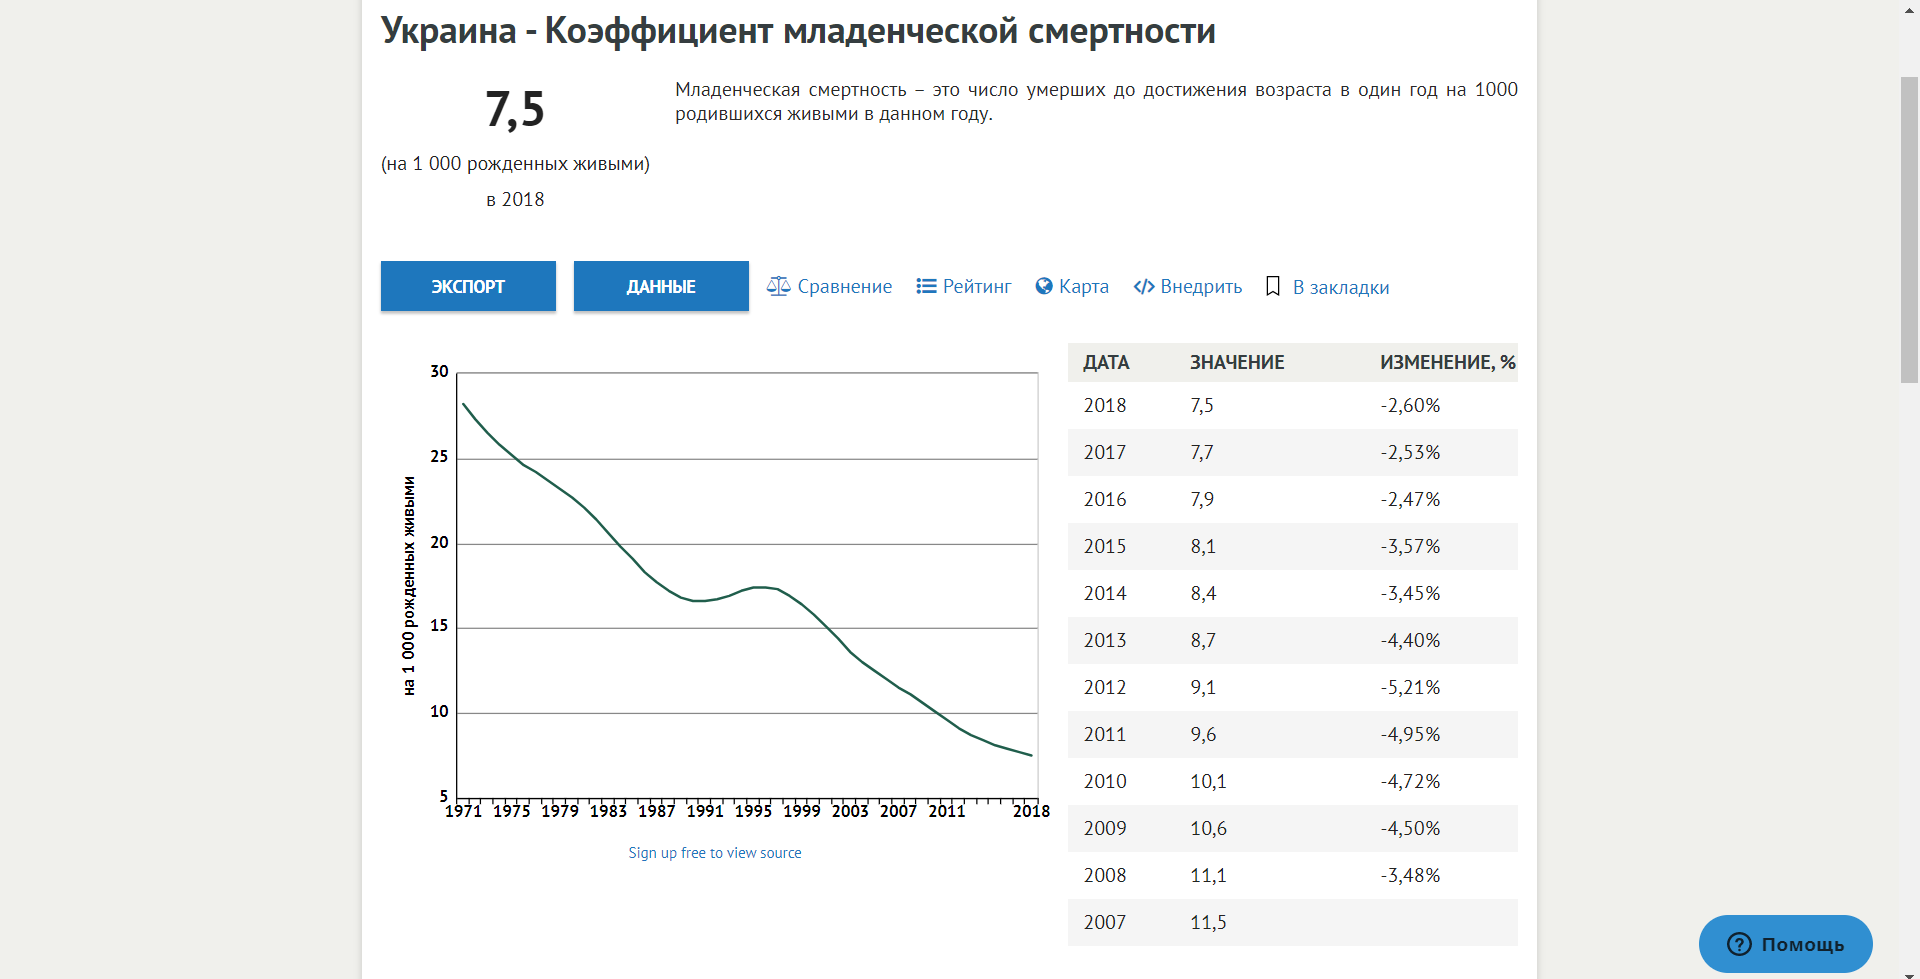 Украина - Коэффициент младенческой смертности
7,5
(на 1 000 рожденных живыми)
в 2018
Младенческая смертность – это число умерших до достижения возраста в один год на 1000
родившихся живыми в данном году.
ЭКСПОРТ
ДАННЫЕ
Сравнение
Рейтинг
Карта
Внедрить
В закладки
на 1 000 рожденных живыми
30
25
20
15
10
5
1971 1975 1979 1983 1987 1991 1995 1999 2003 2007 2011 2018
Sign up free to view source
ДАТА ЗНАЧЕНИЕ ИЗМЕНЕНИЕ, %
2018 7,5 -2,60%
2017 7,7 -2,53%
2016 7,9 -2,47%
2015 8,1 -3,57%
2014 8,4 -3,45%
2013 8,7 -4,40%
2012 9,1 -5,21%
2011 9,6 -4,95%
2010 10,1 -4,72%
2009 10,6 -4,50%
2008 11,1 -3,48%
2007 11,5
Помощь